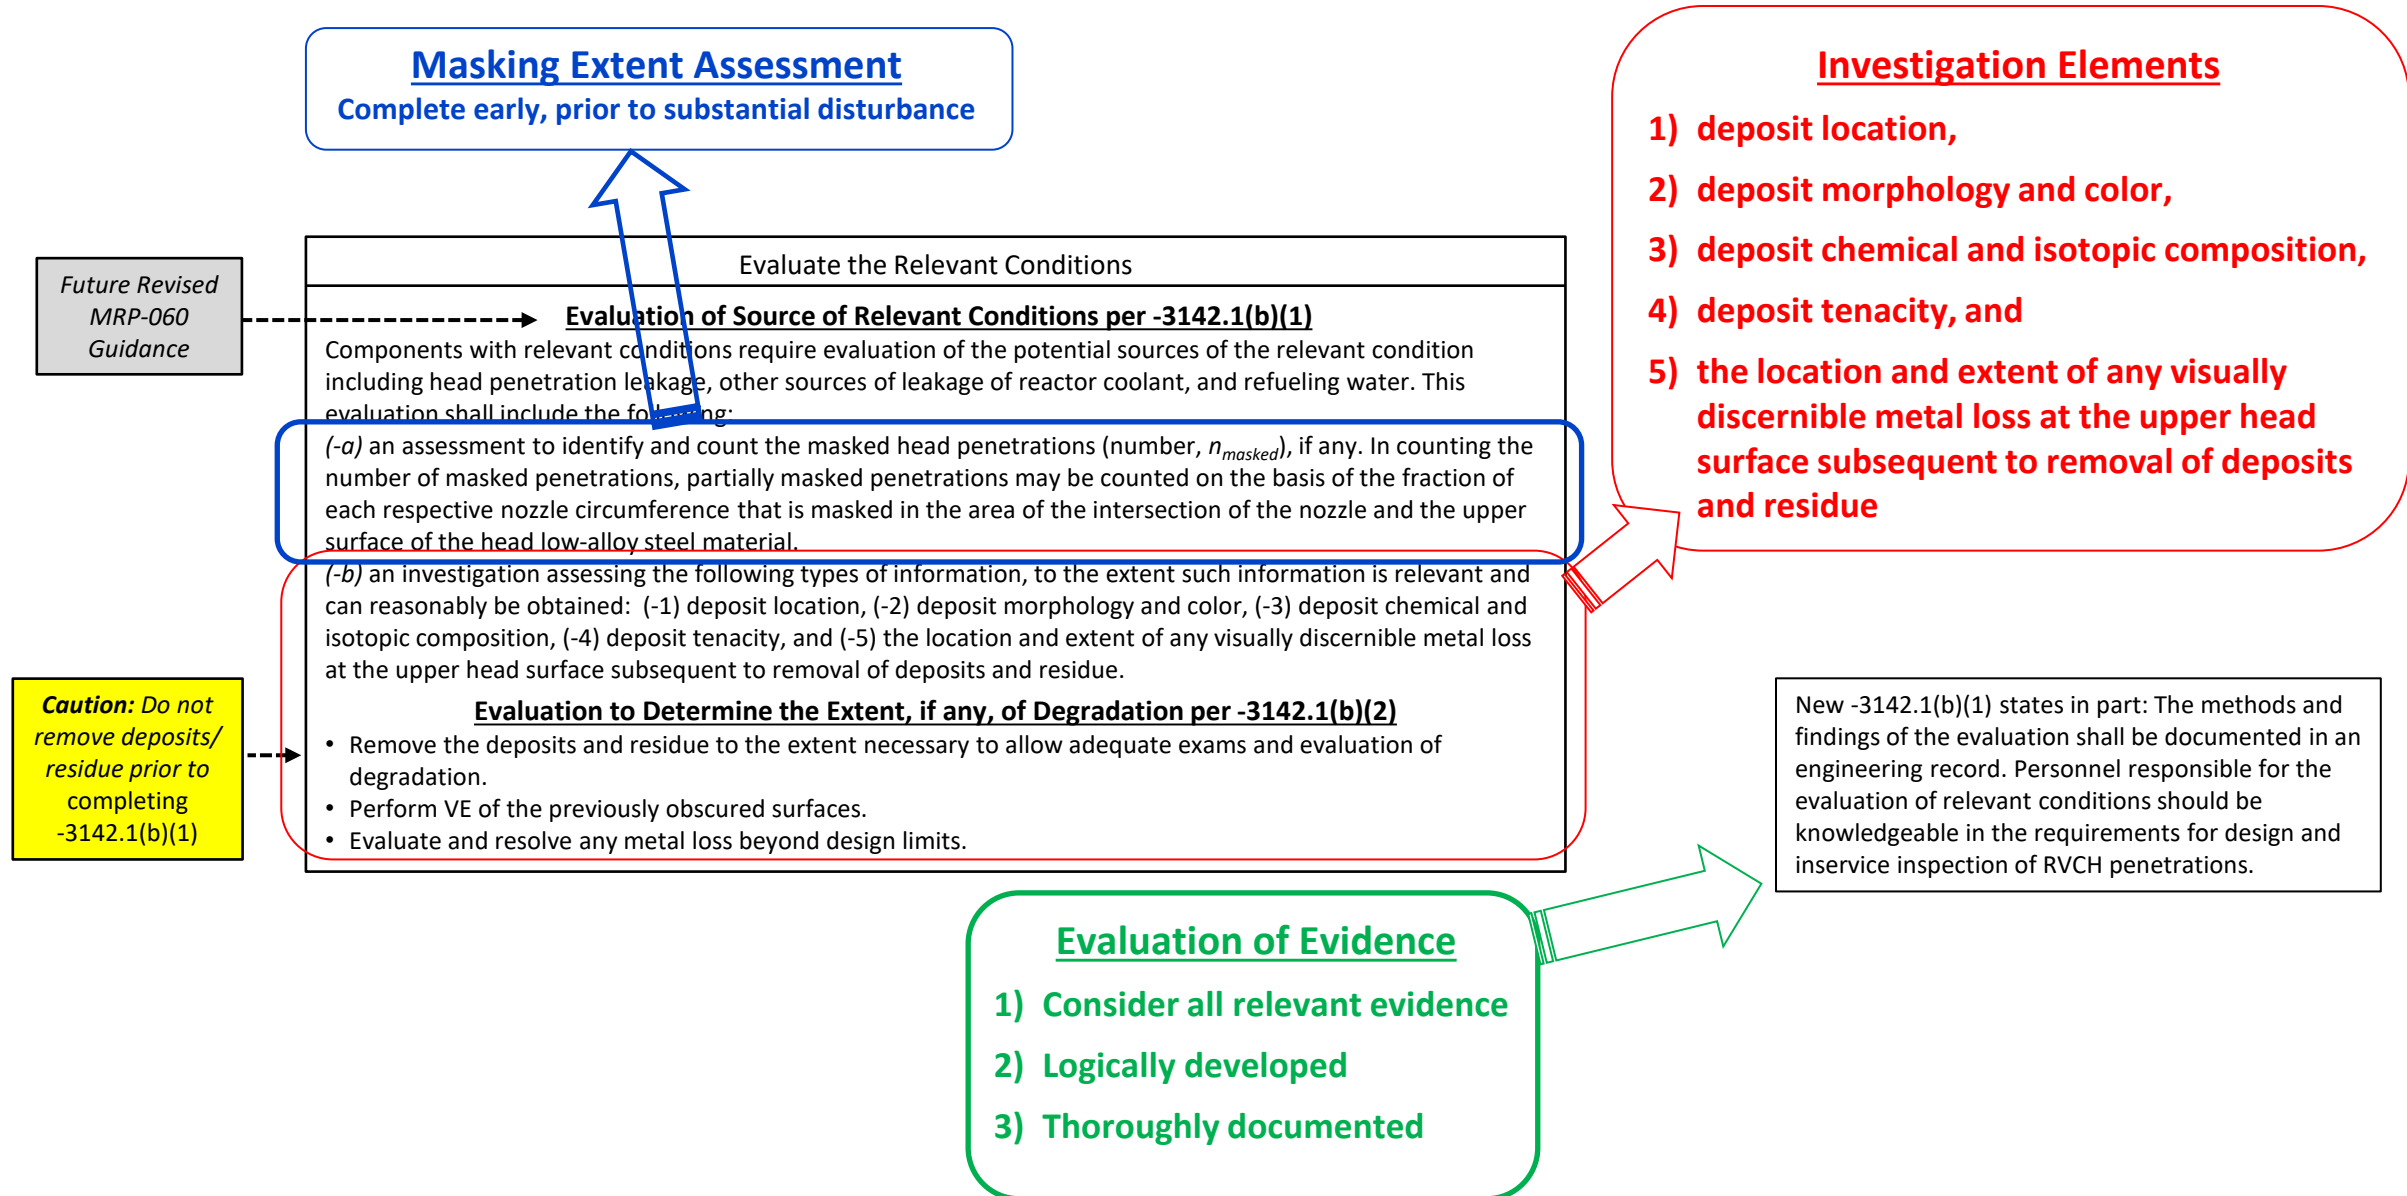 Masking Extent Assessment
Complete early, prior to substantial disturbance
Investigation Elements
1) deposit location,
2) deposit morphology and color,
3) deposit chemical and isotopic composition,
4) deposit tenacity, and
5) the location and extent of any visually
discernible metal loss at the upper head
surface subsequent to removal of deposits
and residue
Future Revised
MRP-060
Guidance
Evaluate the Relevant Conditions
Evaluation of Source of Relevant Conditions per -3142.1(b)(1)
Components with relevant conditions require evaluation of the potential sources of the relevant condition
including head penetration leakage, other sources of leakage of reactor coolant, and refueling water. This
evaluation shall include the following:
(-a) an assessment to identify and count the masked head penetrations (number, nmasked), if any. In counting the
number of masked penetrations, partially masked penetrations may be counted on the basis of the fraction of
each respective nozzle circumference that is masked in the area of the intersection of the nozzle and the upper
surface of the head low-alloy steel material.
(-b) an investigation assessing the following types of information, to the extent such information is relevant and
can reasonably be obtained: (-1) deposit location, (-2) deposit morphology and color, (-3) deposit chemical and
isotopic composition, (-4) deposit tenacity, and (-5) the location and extent of any visually discernible metal loss
at the upper head surface subsequent to removal of deposits and residue.
Evaluation to Determine the Extent, if any, of Degradation per -3142.1(b)(2)
• Remove the deposits and residue to the extent necessary to allow adequate exams and evaluation of
degradation.
• Perform VE of the previously obscured surfaces.
• Evaluate and resolve any metal loss beyond design limits.
Caution: Do not
remove deposits/
residue prior to
completing
-3142.1(b)(1)
New -3142.1(b)(1) states in part: The methods and
findings of the evaluation shall be documented in an
engineering record. Personnel responsible for the
evaluation of relevant conditions should be
knowledgeable in the requirements for design and
inservice inspection of RVCH penetrations.
Evaluation of Evidence
1) Consider all relevant evidence
2) Logically developed
3) Thoroughly documented